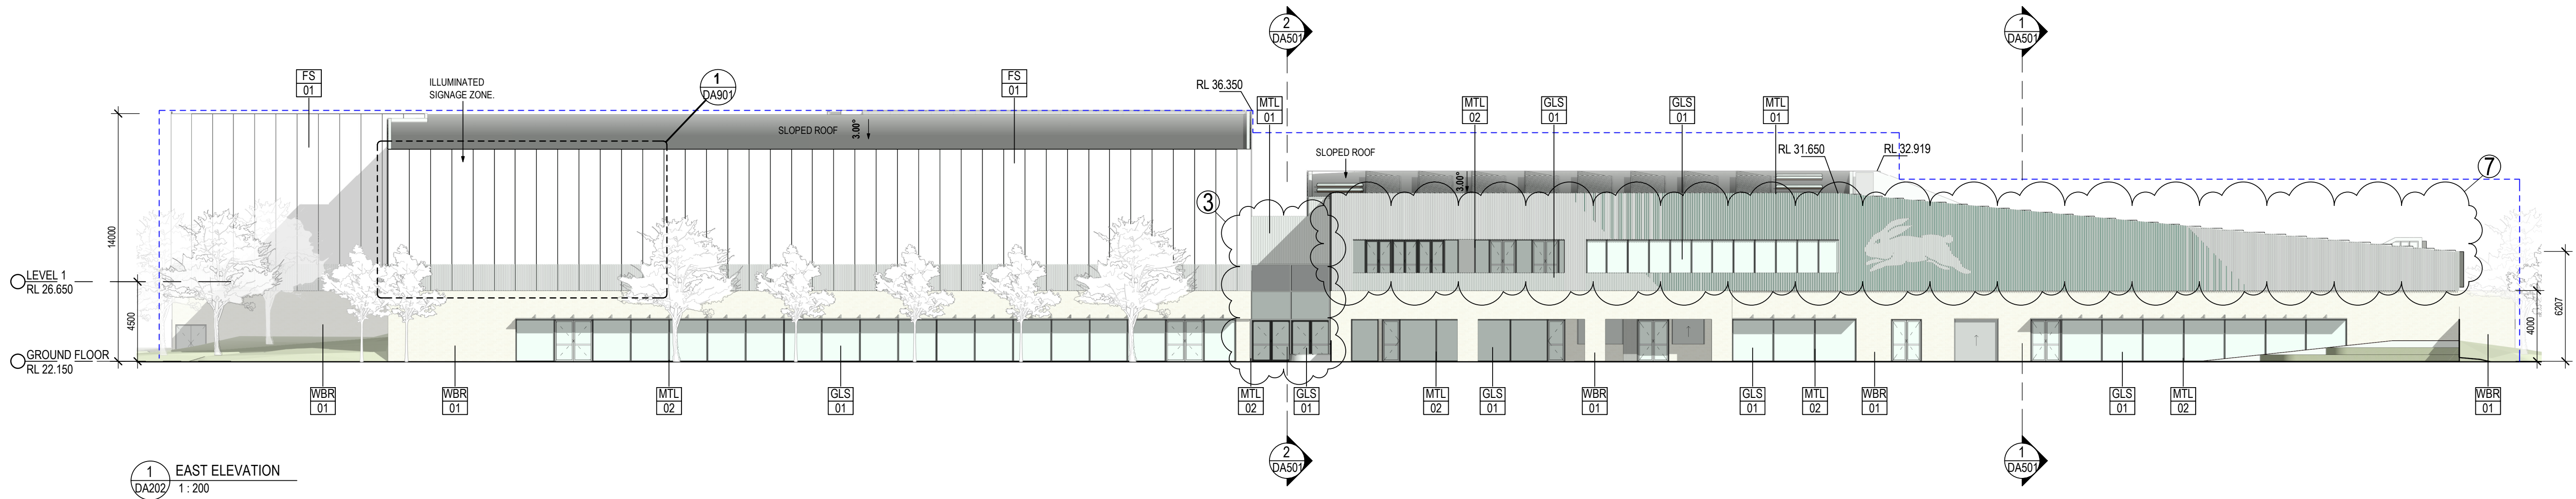 2
DA501
1
DA501
FS
01
ILLUMINATED
SIGNAGE ZONE.
1
DA901
FS
01
RL 36.350
MTL
01
MTL
02
GLS
01
GLS
01
MTL
01
SLOPED ROOF
3.00°
SLOPED ROOF
3.00°
RL 31.650
RL 32.919
7
3
14000
4500
LEVEL 1
RL 26.650
GROUND FLOOR
RL 22.150
4000
6207
WBR
01
WBR
01
MTL
02
GLS
01
MTL
02
GLS
01
MTL
02
GLS
01
WBR
01
GLS
01
MTL
02
WBR
01
GLS
01
MTL
02
WBR
01
2
DA501
1
DA501
1
DA202
EAST ELEVATION
1 : 200